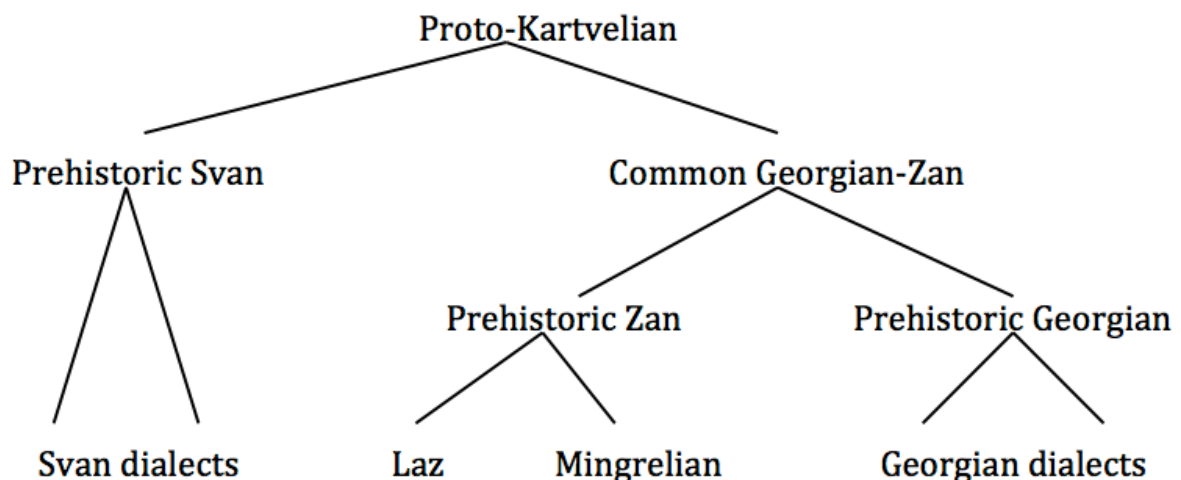 Proto-Kartvelian
Prehistoric Svan
Common Georgian-Zan
Prehistoric Zan
Prehistoric Georgian
Svan dialects
Laz
Mingrelian
Georgian dialects